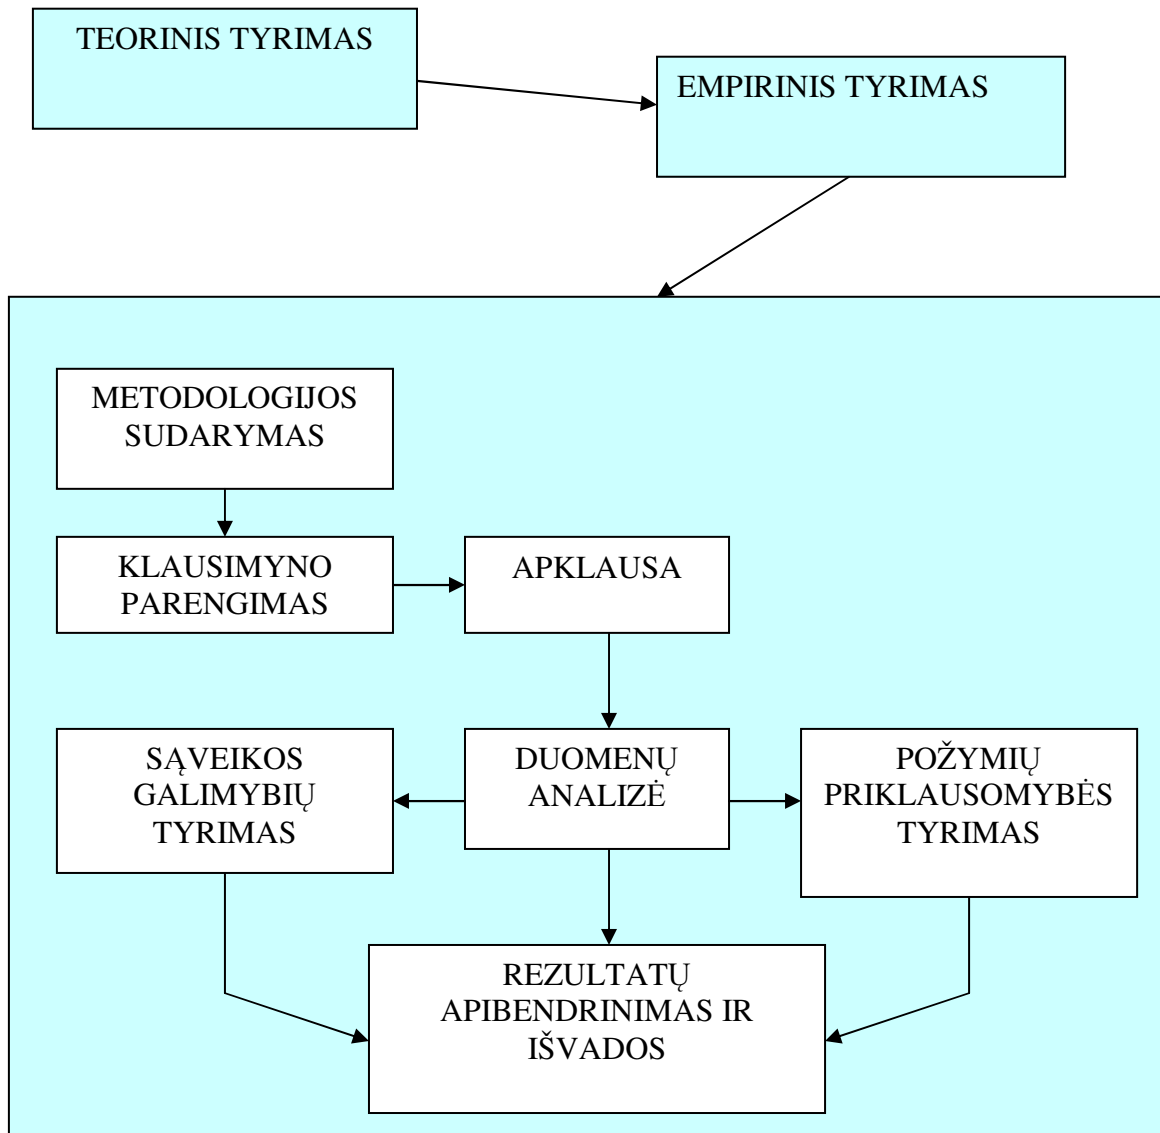 TEORINIS TYRIMAS
EMPIRINIS TYRIMAS
METODOLOGIJOS
SUDARYMAS
KLAUSIMYNO
PARENGIMAS
APKLAUSA
SĄVEIKOS
GALIMYBIŲ
TYRIMAS
DUOMENŲ
ANALIZĖ
POŽYMIŲ
PRIKLAUSOMYBĖS
TYRIMAS
REZULTATŲ
APIBENDRINIMAS IR
IŠVADOS